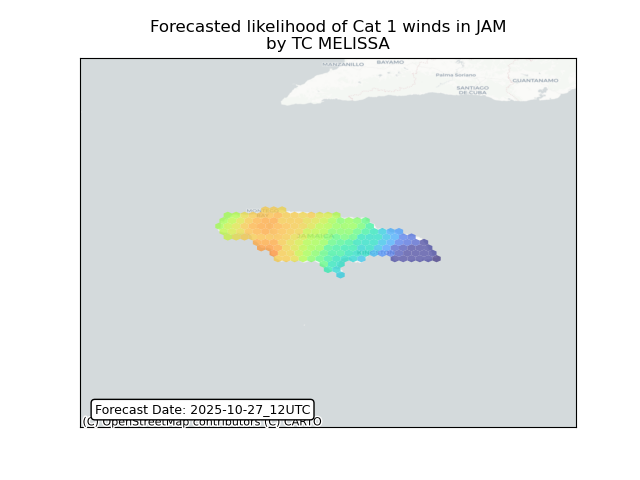 Forecasted likelihood of Cat 1 winds in JAM
by TC MELISSA
MANZANILLO
BAYAMO
Palma Soriano
GUANTANAMO
SANTIAGO
DE CUBA
JAMAICA
Forecast Date: 2025-10-27_12UTC
(C) OpenStreetMap contributors (C) CARTO